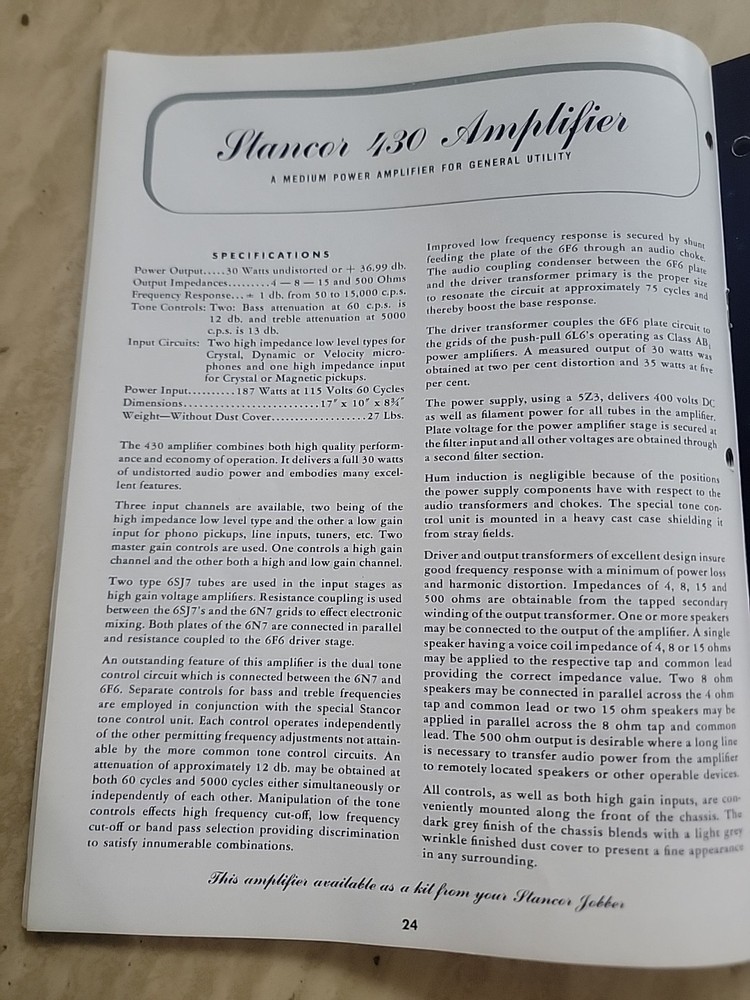 Stancor 430 Amplifier
A MEDIUM POWER AMPLIFIER FOR GENERAL UTILITY
SPECIFICATIONS
Power Output.....30 Watts undistorted or + 36.99 db.
Output Impedances.........4 — 8 — 15 and 500 Ohms
Frequency Response...± 1 db. from 50 to 15,000 c.p.s.
Tone Controls: Two: Bass attenuation at 60 c.p.s. is
12 db. and treble attenuation at 5000
c.p.s. is 13 db.
Input Circuits: Two high impedance low level types for
Crystal, Dynamic or Velocity micro-
phones and one high impedance input
for Crystal or Magnetic pickups.
Power Input.........187 Watts at 115 Volts 60 Cycles
Dimensions..........................17" x 10" x 8¾"
Weight—Without Dust Cover..................27 Lbs.
The 430 amplifier combines both high quality perform-
ance and economy of operation. It delivers a full 30 watts
of undistorted audio power and embodies many excel-
lent features.
Three input channels are available, two being of the
high impedance low level type and the other a low gain
input for phono pickups, line inputs, tuners, etc. Two
master gain controls are used. One controls a high gain
channel and the other both a high and low gain channel.
Two type 6SJ7 tubes are used in the input stages as
high gain voltage amplifiers. Resistance coupling is used
between the 6SJ7's and the 6N7 grids to effect electronic
mixing. Both plates of the 6N7 are connected in parallel
and resistance coupled to the 6F6 driver stage.
An outstanding feature of this amplifier is the dual tone
control circuit which is connected between the 6N7 and
6F6. Separate controls for bass and treble frequencies
are employed in conjunction with the special Stancor
tone control unit. Each control operates independently
of the other permitting frequency adjustments not attain-
able by the more common tone control circuits. An
attenuation of approximately 12 db. may be obtained at
both 60 cycles and 5000 cycles either simultaneously or
independently of each other. Manipulation of the tone
controls effects high frequency cut-off, low frequency
cut-off or band pass selection providing discrimination
to satisfy innumerable combinations.
Improved low frequency response is secured by shunt
feeding the plate of the 6F6 through an audio choke.
The audio coupling condenser between the 6F6 plate
and the driver transformer primary is the proper size
to resonate the circuit at approximately 75 cycles and
thereby boost the base response.
The driver transformer couples the 6F6 plate circuit to
the grids of the push-pull 6L6's operating as Class AB₁
power amplifiers. A measured output of 30 watts was
obtained at two per cent distortion and 35 watts at five
per cent.
The power supply, using a 5Z3, delivers 400 volts DC
as well as filament power for all tubes in the amplifier.
Plate voltage for the power amplifier stage is secured at
the filter input and all other voltages are obtained through
a second filter section.
Hum induction is negligible because of the positions
the power supply components have with respect to the
audio transformers and chokes. The special tone con-
trol unit is mounted in a heavy cast case shielding it
from stray fields.
Driver and output transformers of excellent design insure
good frequency response with a minimum of power loss
and harmonic distortion. Impedances of 4, 8, 15 and
500 ohms are obtainable from the tapped secondary
winding of the output transformer. One or more speakers
may be connected to the output of the amplifier. A single
speaker having a voice coil impedance of 4, 8 or 15 ohms
may be applied to the respective tap and common lead
providing the correct impedance value. Two 8 ohm
speakers may be connected in parallel across the 4 ohm
tap and common lead or two 15 ohm speakers may be
applied in parallel across the 8 ohm tap and common
lead. The 500 ohm output is desirable where a long line
is necessary to transfer audio power from the amplifier
to remotely located speakers or other operable devices.
All controls, as well as both high gain inputs, are con-
veniently mounted along the front of the chassis. The
dark grey finish of the chassis blends with a light grey
wrinkle finished dust cover to present a fine appearance
in any surrounding.
This amplifier available as a kit from your Stancor Jobber
24